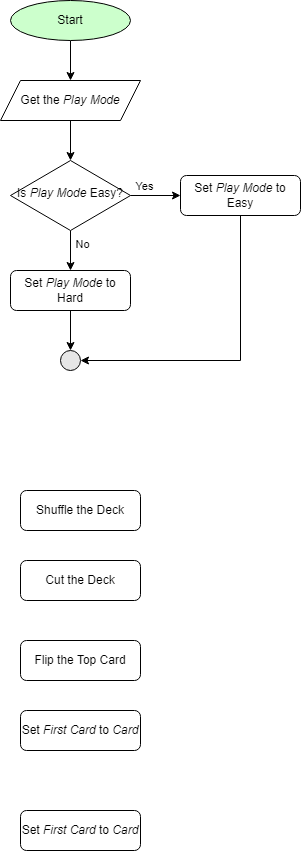 Start
Get the Play Mode
Is Play Mode Easy?
Yes
Set Play Mode to
Easy
No
Set Play Mode to
Hard
Shuffle the Deck
Cut the Deck
Flip the Top Card
Set First Card to Card
Set First Card to Card